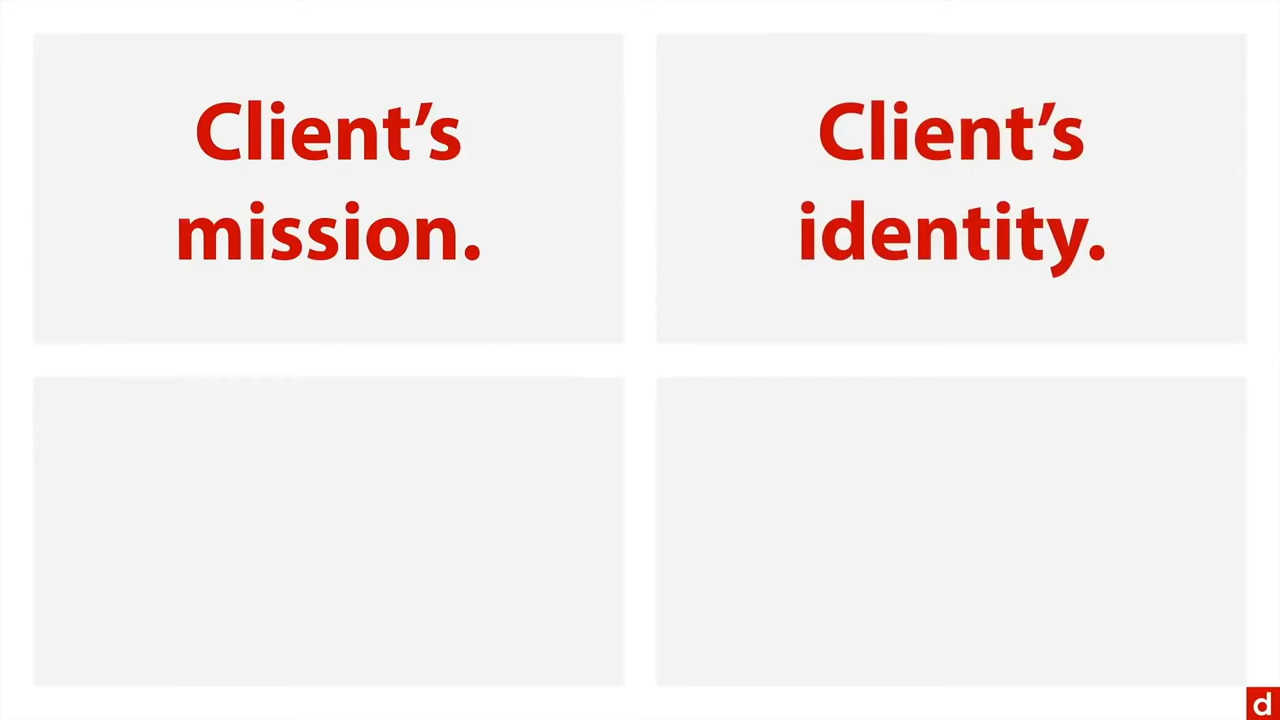 Client’s
mission.
Client’s
identity.
d